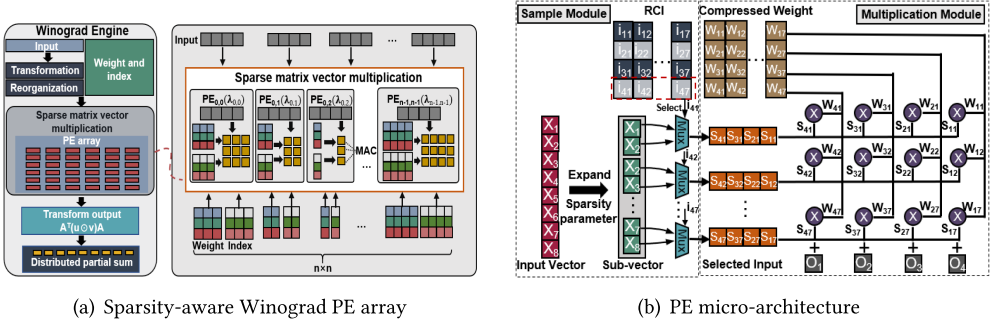 Winograd Engine
Input
Transformation
Reorganization
Weight and
index
Sparse matrix vector
multiplication
PE array
Transform output
Aᵀ(u⊙v)A
Distributed partial sum
Input
...
Sparse matrix vector multiplication
PE0,0(λ0,0)
PE0,1(λ0,1)
PE0,2(λ0,2)
PEn-1,n-1(λn-1,n-1)
MAC
...
Weight Index
...
n×n
(a) Sparsity-aware Winograd PE array
Sample Module
RCI
Compressed Weight
Multiplication Module
i11 i12 i17
i21 i22 i27
i31 i32 i37
i41 i42 i47
W11 W12 W17
W21 W22 W27
W31 W32 W37
W41 W42 W47
Select
i41
i42
i47
X1
X2
X3
X4
X5
X6
X7
X8
Expand
Sparsity
parameter
X1
X2
X2
X3
X7
X8
Mux
Mux
Mux
S41 S31 S21 S11
S42 S32 S22 S12
S47 S37 S27 S17
X W41 X W31 X W21 X W11
S41 S31 S21 S11
X W42 X W32 X W22 X W12
S42 S32 S22 S12
X W47 X W37 X W27 X W17
S47 S37 S27 S17
+ + + +
O1 O2 O3 O4
Input Vector
Sub-vector
Selected Input
(b) PE micro-architecture